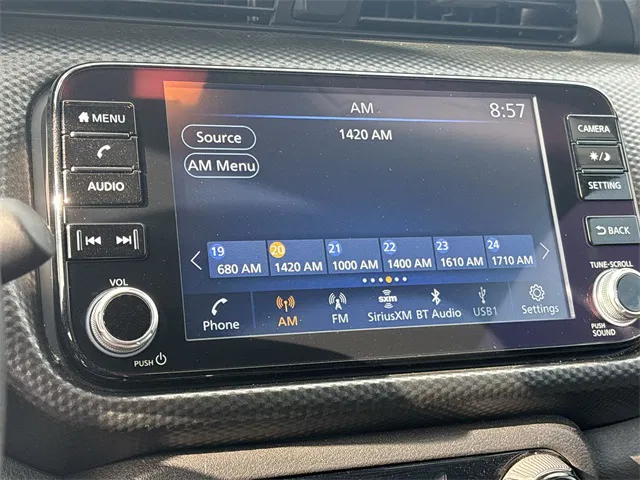 AM
8:57
1420 AM
Source
AM Menu
MENU
AUDIO
VOL
PUSH
CAMERA
SETTING
BACK
TUNE-SCROLL
PUSH
SOUND
19 20 21 22 23 24
680 AM 1420 AM 1000 AM 1400 AM 1610 AM 1710 AM
sxm
Phone AM FM SiriusXM BT Audio USB1 Settings